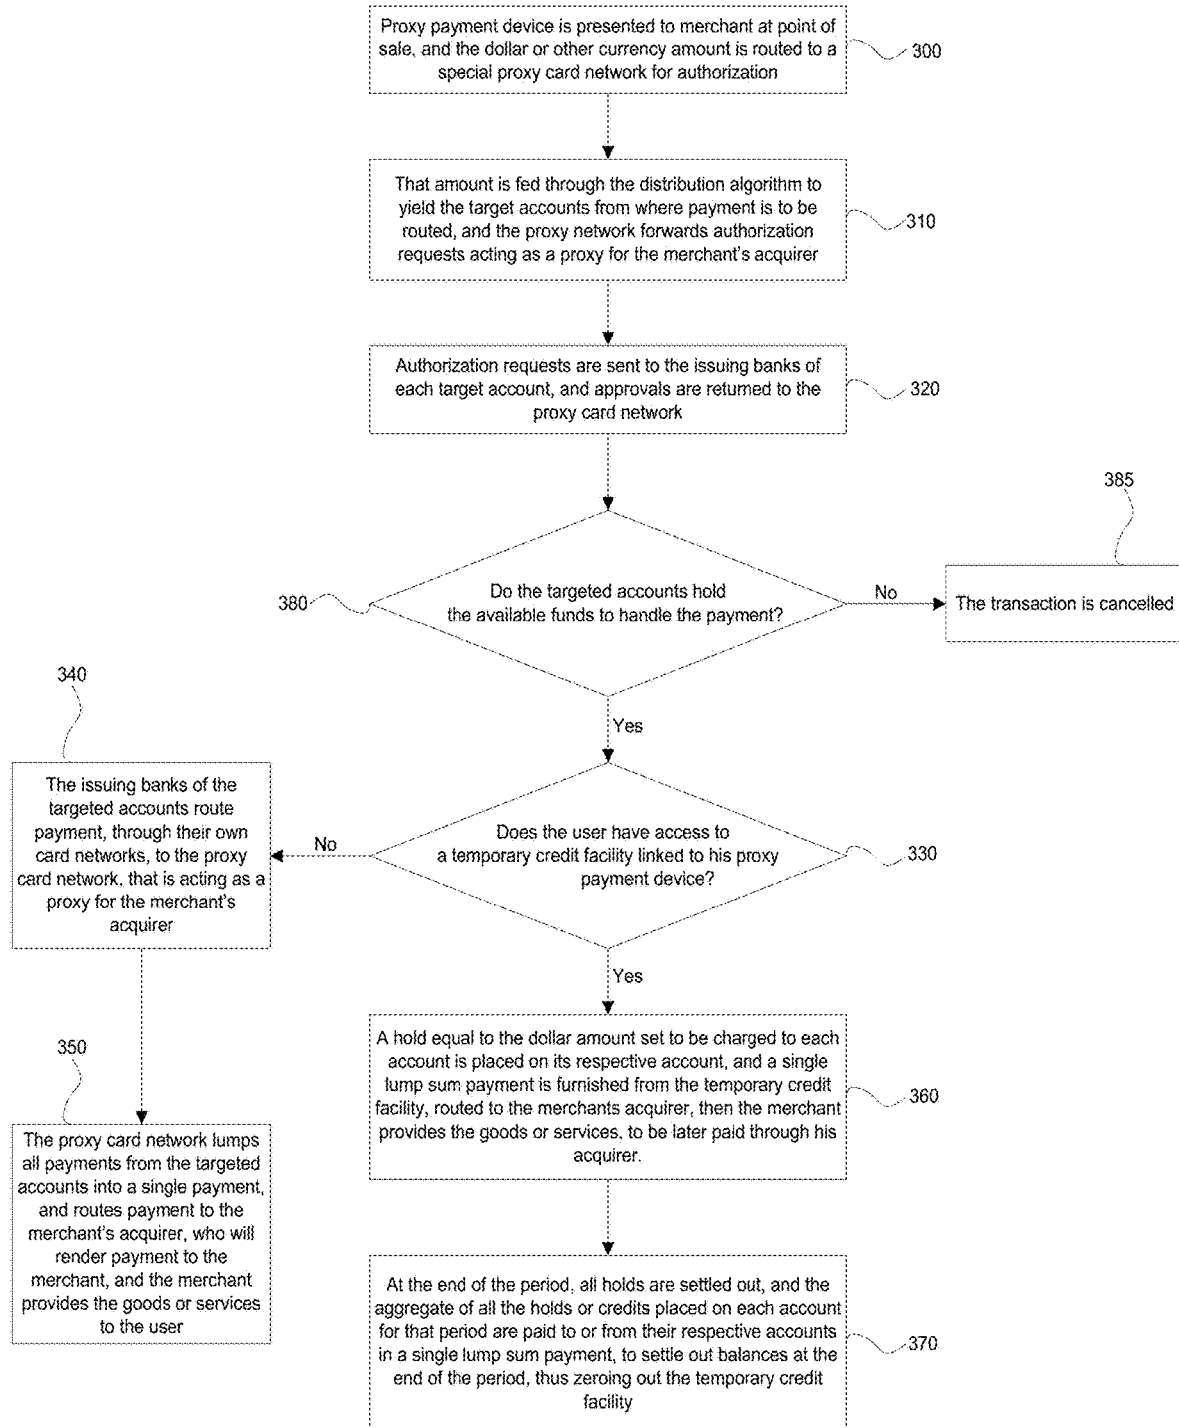 Proxy payment device is presented to merchant at point of
sale, and the dollar or other currency amount is routed to a
special proxy card network for authorization
300
That amount is fed through the distribution algorithm to
yield the target accounts from where payment is to be
routed, and the proxy network forwards authorization
requests acting as a proxy for the merchant's acquirer
310
Authorization requests are sent to the issuing banks of
each target account, and approvals are returned to the
proxy card network
320
385
380
Do the targeted accounts hold
the available funds to handle the payment?
No
The transaction is cancelled
Yes
340
The issuing banks of the
targeted accounts route
payment, through their own
card networks, to the proxy
card network, that is acting as a
proxy for the merchant's
acquirer
No
Does the user have access to
a temporary credit facility linked to his proxy
payment device?
330
Yes
A hold equal to the dollar amount set to be charged to each
account is placed on its respective account, and a single
lump sum payment is furnished from the temporary credit
facility, routed to the merchants acquirer, then the merchant
provides the goods or services, to be later paid through his
acquirer.
360
350
The proxy card network lumps
all payments from the targeted
accounts into a single payment,
and routes payment to the
merchant's acquirer, who will
render payment to the
merchant, and the merchant
provides the goods or services
to the user
At the end of the period, all holds are settled out, and the
aggregate of all the holds or credits placed on each account
for that period are paid to or from their respective accounts
in a single lump sum payment, to settle out balances at the
end of the period, thus zeroing out the temporary credit
facility
370